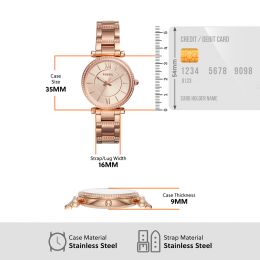 CREDIT / DEBIT CARD
Case
Size
35MM
54mm
FOSSIL
1234 5678 9098
CARD HOLDER NAME
Strap/Lug Width
16MM
Case Thickness
9MM
Case Material
Stainless Steel
Strap Material
Stainless Steel